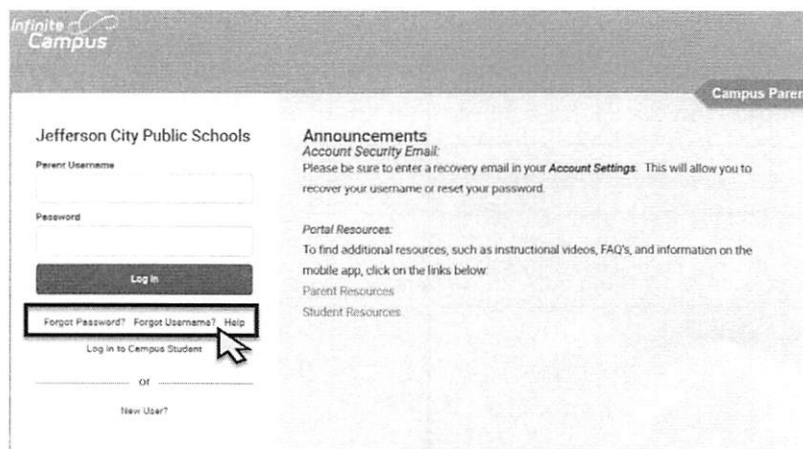 Infinite
Campus
Campus Paren
Jefferson City Public Schools
Parent Username
Password
Log In
Forgot Password? Forgot Username? Help
Log in to Campus Student
or
New User?
Announcements
Account Security Email:
Please be sure to enter a recovery email in your Account Settings. This will allow you to
recover your username or reset your password.
Portal Resources:
To find additional resources, such as instructional videos, FAQ's, and information on the
mobile app, click on the links below:
Parent Resources
Student Resources